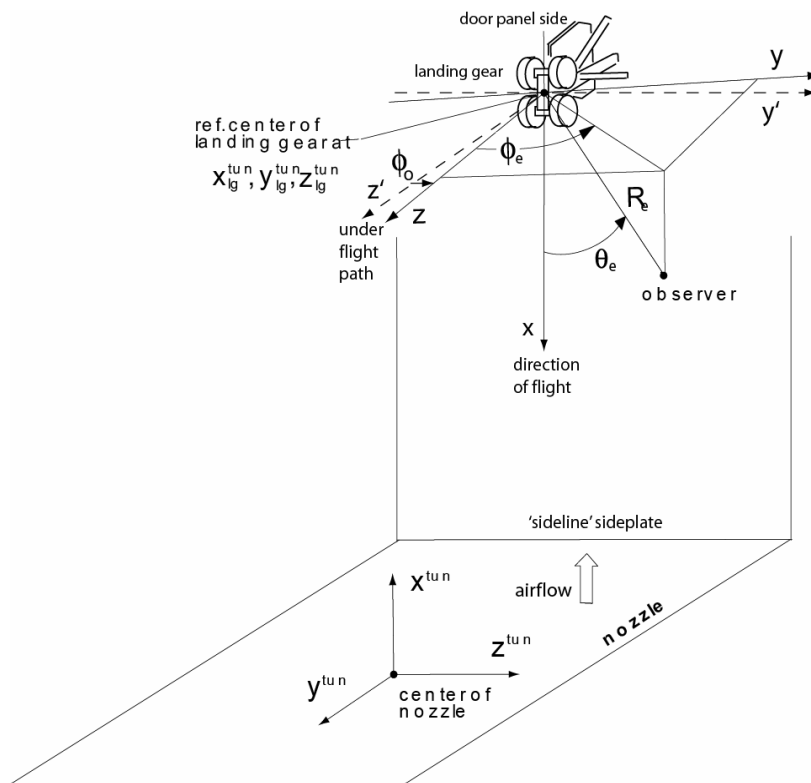 door panel side
landing gear
y
y'
ref.center of
landing gear at
x_lg^tun, y_lg^tun, z_lg^tun
ϕ_o
ϕ_e
z'
z
under
flight
path
R_e
θ_e
observer
x
direction
of flight
'sideline' sideplate
airflow
nozzle
x^tun
z^tun
y^tun
center of
nozzle